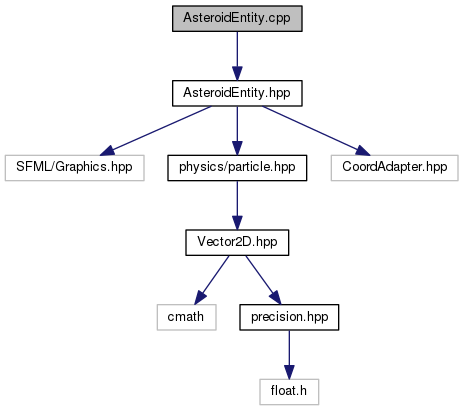 AsteroidEntity.cpp
AsteroidEntity.hpp
SFML/Graphics.hpp
physics/particle.hpp
CoordAdapter.hpp
Vector2D.hpp
cmath
precision.hpp
float.h